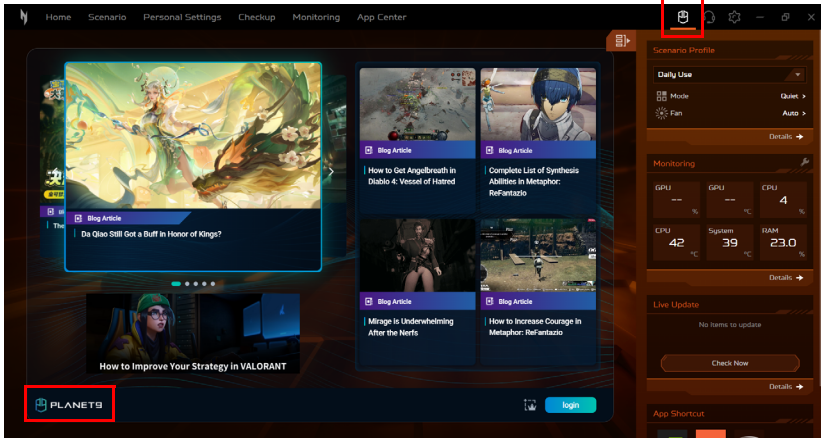 Home Scenario Personal Settings Checkup Monitoring App Center
Blog Article
Da Qiao Still Got a Buff in Honor of Kings?
The
How to Improve Your Strategy in VALORANT
Blog Article
How to Get Angelbreath in
Diablo 4: Vessel of Hatred
Blog Article
Complete List of Synthesis
Abilities in Metaphor:
ReFantazio
Blog Article
Mirage is Underwhelming
After the Nerfs
Blog Article
How to Increase Courage in
Metaphor: ReFantazio
PLANET9
login
Scenario Profile
Daily Use
Mode Quiet >
Fan Auto >
Details →
Monitoring
GPU GPU CPU
-- -- 4
% °C %
CPU System RAM
42 39 23.0
°C °C %
Details →
Live Update
No items to update
Check Now
Details →
App Shortcut